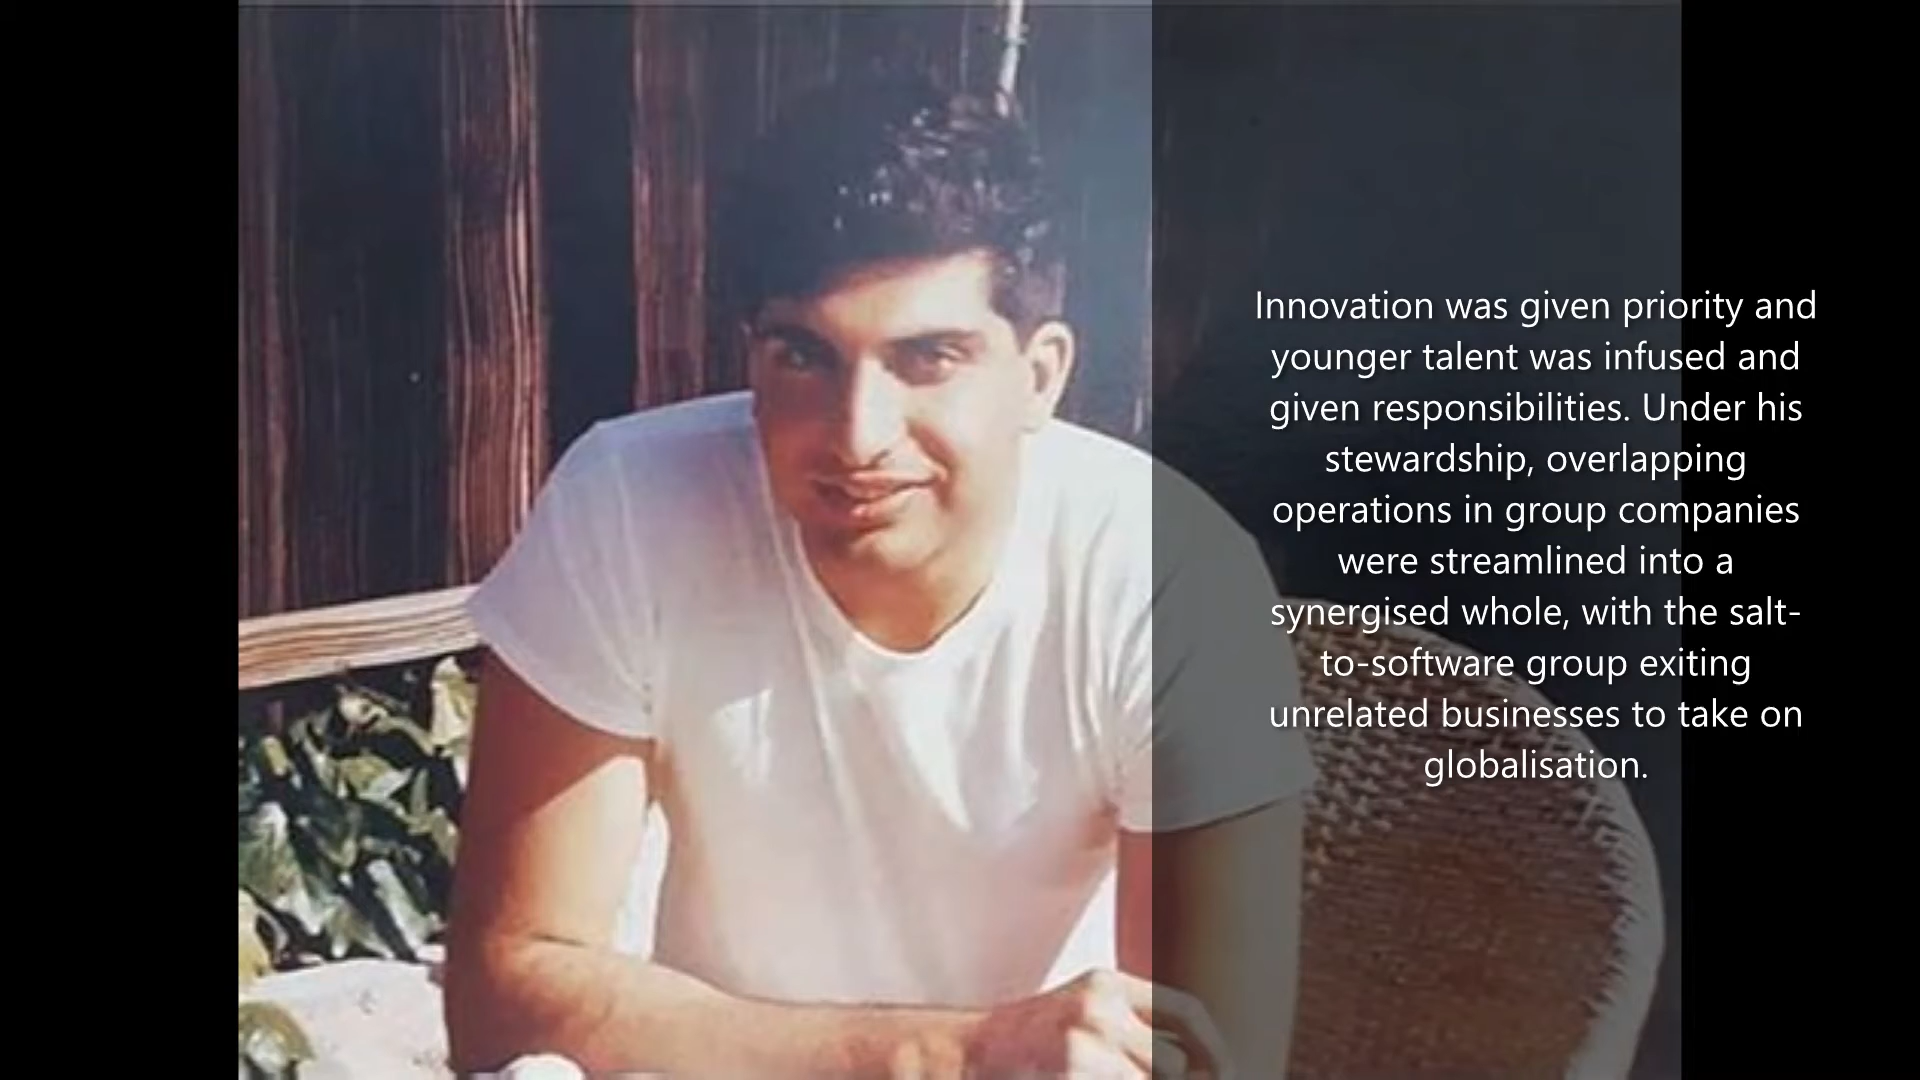 Innovation was given priority and
younger talent was infused and
given responsibilities. Under his
stewardship, overlapping
operations in group companies
were streamlined into a
synergised whole, with the salt-
to-software group exiting
unrelated businesses to take on
globalisation.